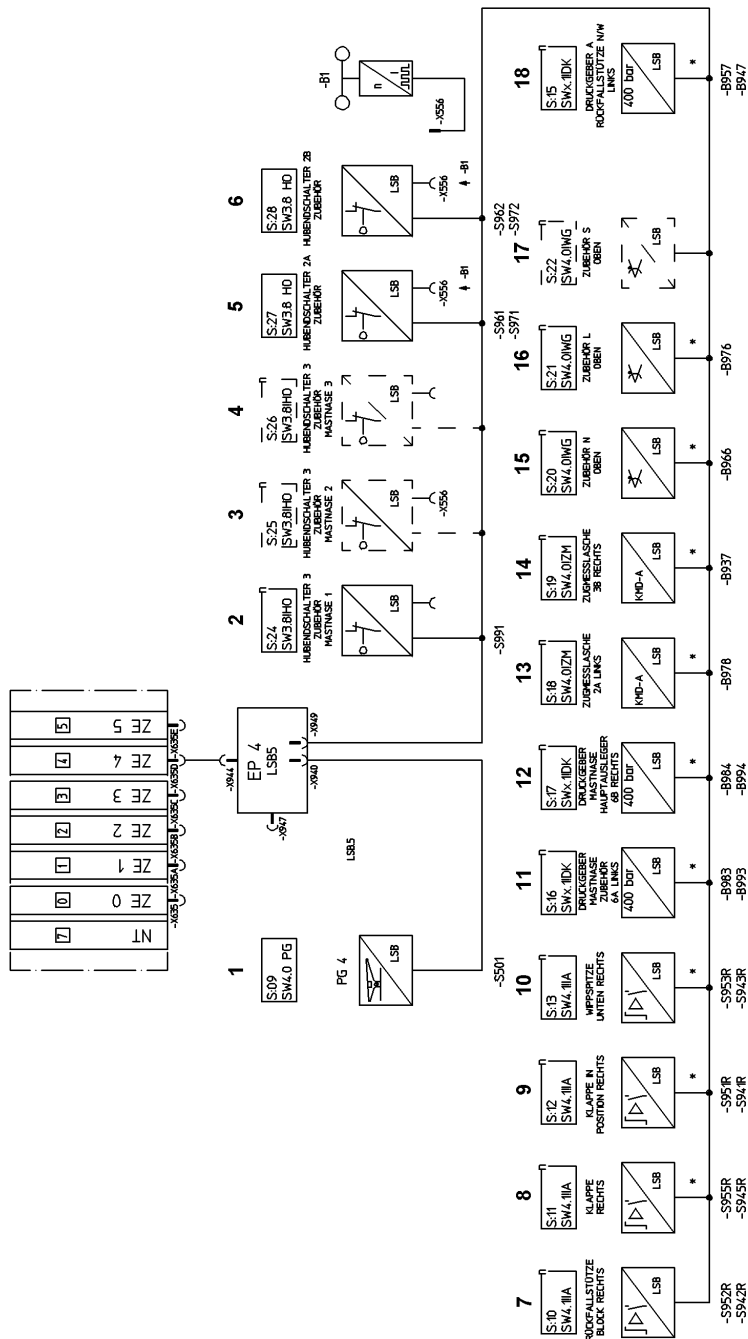 NT
7
ZE 0
0
ZE 1
1
ZE 2
2
ZE 3
3
ZE 4
4
ZE 5
5
-X635
-X635A
-X635B
-X635C
-X635D
-X635E
-X944
EP 4
LSB5
-X947
-X940
-X949
LSB5
1
S:09
SW4.0 PG
PG 4
LSB
-S501
2
S:24
SW3.8IHD
HUBENDSCHALTER 3
ZUBEHÖR
MASTNASE 1
LSB
-S991
3
S:25
SW3.8IHD
HUBENDSCHALTER 3
ZUBEHÖR
MASTNASE 2
LSB
-X556
4
S:26
SW3.8IHD
HUBENDSCHALTER 3
ZUBEHÖR
MASTNASE 3
LSB
5
S:27
SW3.8 HD
HUBENDSCHALTER 2A
ZUBEHÖR
LSB
-X556
-B1
-S961
-S971
6
S:28
SW3.8 HD
HUBENDSCHALTER 2B
ZUBEHÖR
LSB
-X556
-B1
-S962
-S972
-B1
n
I
-X556
7
S:10
SW4.1IIA
RÜCKFALLSTÜTZE
BLOCK RECHTS
LSB
-S952R
-S942R
8
S:11
SW4.1IIA
KLAPPE
RECHTS
LSB
*
-S955R
-S945R
9
S:12
SW4.1IIA
KLAPPE IN
POSITION RECHTS
LSB
*
-S951R
-S941R
10
S:13
SW4.1IIA
WIPPSPITZE
UNTEN RECHTS
LSB
*
-S953R
-S943R
11
S:16
SWx.1IDK
DRUCKGEBER
MASTNASE
ZUBEHÖR
6A LINKS
400 bar
LSB
*
-B983
-B993
12
S:17
SWx.1IDK
DRUCKGEBER
MASTNASE
HAUPTAUSLEGER
6B RECHTS
400 bar
LSB
*
-B984
-B994
13
S:18
SW4.0IZM
ZUGMESSLASCHE
2A LINKS
KMD-A
LSB
*
-B978
14
S:19
SW4.0IZM
ZUGMESSLASCHE
3B RECHTS
KMD-A
LSB
*
-B937
15
S:20
SW4.0IWG
ZUBEHÖR N
OBEN
LSB
*
-B966
16
S:21
SW4.0IWG
ZUBEHÖR L
OBEN
LSB
*
-B976
17
S:22
SW4.0IWG
ZUBEHÖR S
OBEN
LSB
18
S:15
SWx.1IDK
DRUCKGEBER A
RÜCKFALLSTÜTZE N/W
LINKS
400 bar
LSB
*
-B957
-B947